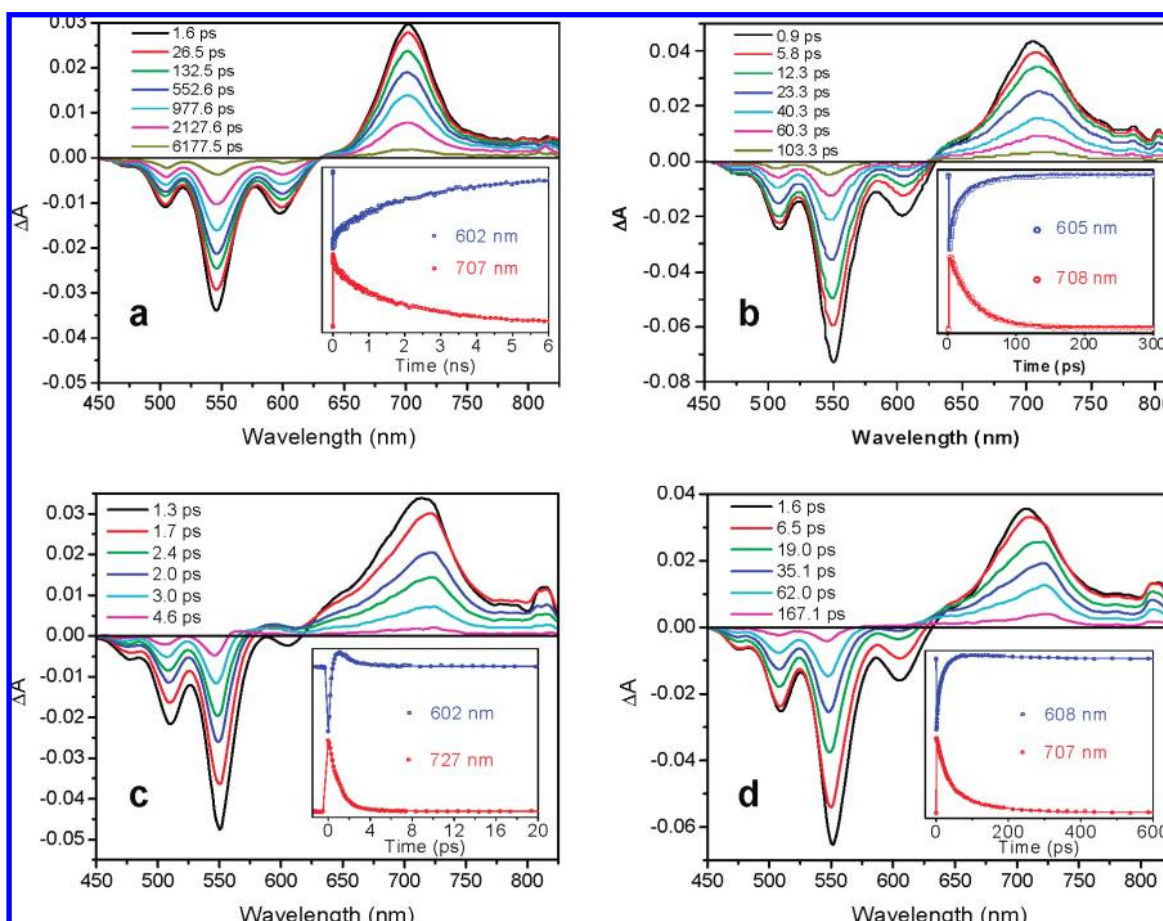 0.03
0.02
0.01
0.00
-0.01
-0.02
-0.03
-0.04
-0.05
ΔA
1.6 ps
26.5 ps
132.5 ps
552.6 ps
977.6 ps
2127.6 ps
6177.5 ps
602 nm
707 nm
0 1 2 3 4 5 6
Time (ns)
a
450 500 550 600 650 700 750 800
Wavelength (nm)
0.04
0.00
-0.02
-0.04
-0.06
-0.08
ΔA
0.9 ps
5.8 ps
12.3 ps
23.3 ps
40.3 ps
60.3 ps
103.3 ps
605 nm
708 nm
0 100 200 300
Time (ps)
b
450 500 550 600 650 700 750 800
Wavelength (nm)
0.03
0.02
0.01
0.00
-0.01
-0.02
-0.03
-0.04
-0.05
ΔA
1.3 ps
1.7 ps
2.4 ps
2.0 ps
3.0 ps
4.6 ps
602 nm
727 nm
0 4 8 12 16 20
Time (ps)
c
450 500 550 600 650 700 750 800
Wavelength (nm)
0.04
0.02
0.00
-0.02
-0.04
-0.06
ΔA
1.6 ps
6.5 ps
19.0 ps
35.1 ps
62.0 ps
167.1 ps
608 nm
707 nm
0 200 400 600
Time (ps)
d
450 500 550 600 650 700 750 800
Wavelength (nm)